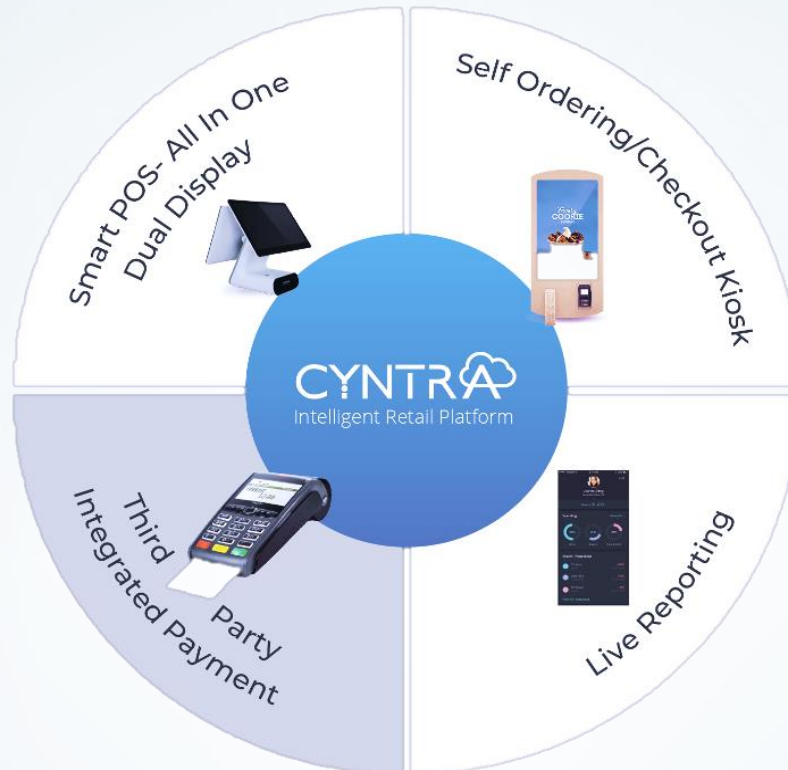 Smart POS- All In One
Dual Display
Self Ordering/Checkout Kiosk
COOKIE
CYNTRA
Intelligent Retail Platform
Third Party
Integrated Payment
Live Reporting